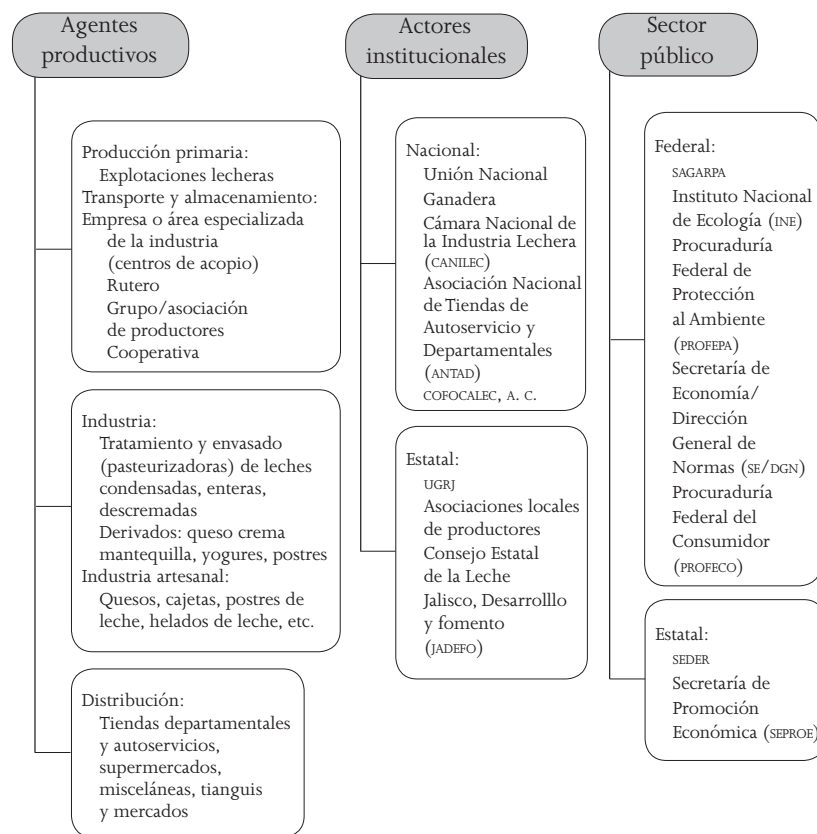 Agentes
productivos
Producción primaria:
Explotaciones lecheras
Transporte y almacenamiento:
Empresa o área especializada
de la industria
(centros de acopio)
Rutero
Grupo/asociación
de productores
Cooperativa
Industria:
Tratamiento y envasado
(pasteurizadoras) de leches
condensadas, enteras,
descremadas
Derivados: queso crema
mantequilla, yogures, postres
Industria artesanal:
Quesos, cajetas, postres de
leche, helados de leche, etc.
Distribución:
Tiendas departamentales
y autoservicios,
supermercados,
misceláneas, tianguis
y mercados
Actores
institucionales
Nacional:
Unión Nacional
Ganadera
Cámara Nacional de
la Industria Lechera
(CANILEC)
Asociación Nacional
de Tiendas de
Autoservicio y
Departamentales
(ANTAD)
COFOCALEC, A. C.
Estatal:
UGRJ
Asociaciones locales
de productores
Consejo Estatal
de la Leche
Jalisco, Desarrolllo
y fomento
(JADEFO)
Sector
público
Federal:
SAGARPA
Instituto Nacional
de Ecología (INE)
Procuraduría
Federal de
Protección
al Ambiente
(PROFEPA)
Secretaría de
Economía/
Dirección
General de
Normas (SE/DGN)
Procuraduría
Federal del
Consumidor
(PROFECO)
Estatal:
SEDER
Secretaría de
Promoción
Económica (SEPROE)